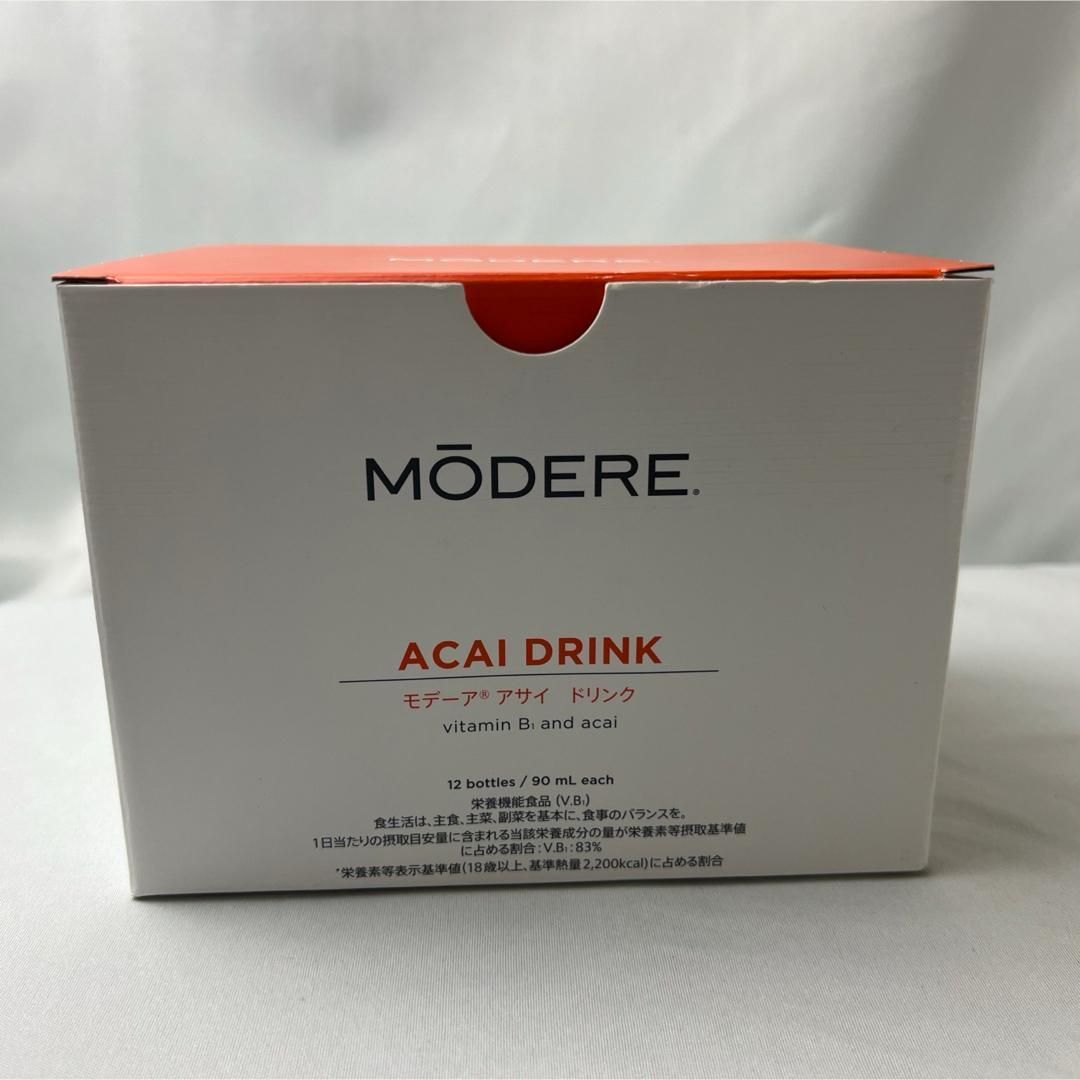 MODERE.
MŌDERE®
ACAI DRINK
モデーア® アサイ ドリンク
vitamin B₁ and acai
12 bottles / 90 mL each
栄養機能食品 (V.B₁)
食生活は、主食、主菜、副菜を基本に、食事のバランスを。
1日当たりの摂取目安量に含まれる当該栄養成分の量が栄養素等摂取基準値
に占める割合：V.B₁：83%
*栄養素等表示基準値(18歳以上、基準熱量2,200kcal)に占める割合